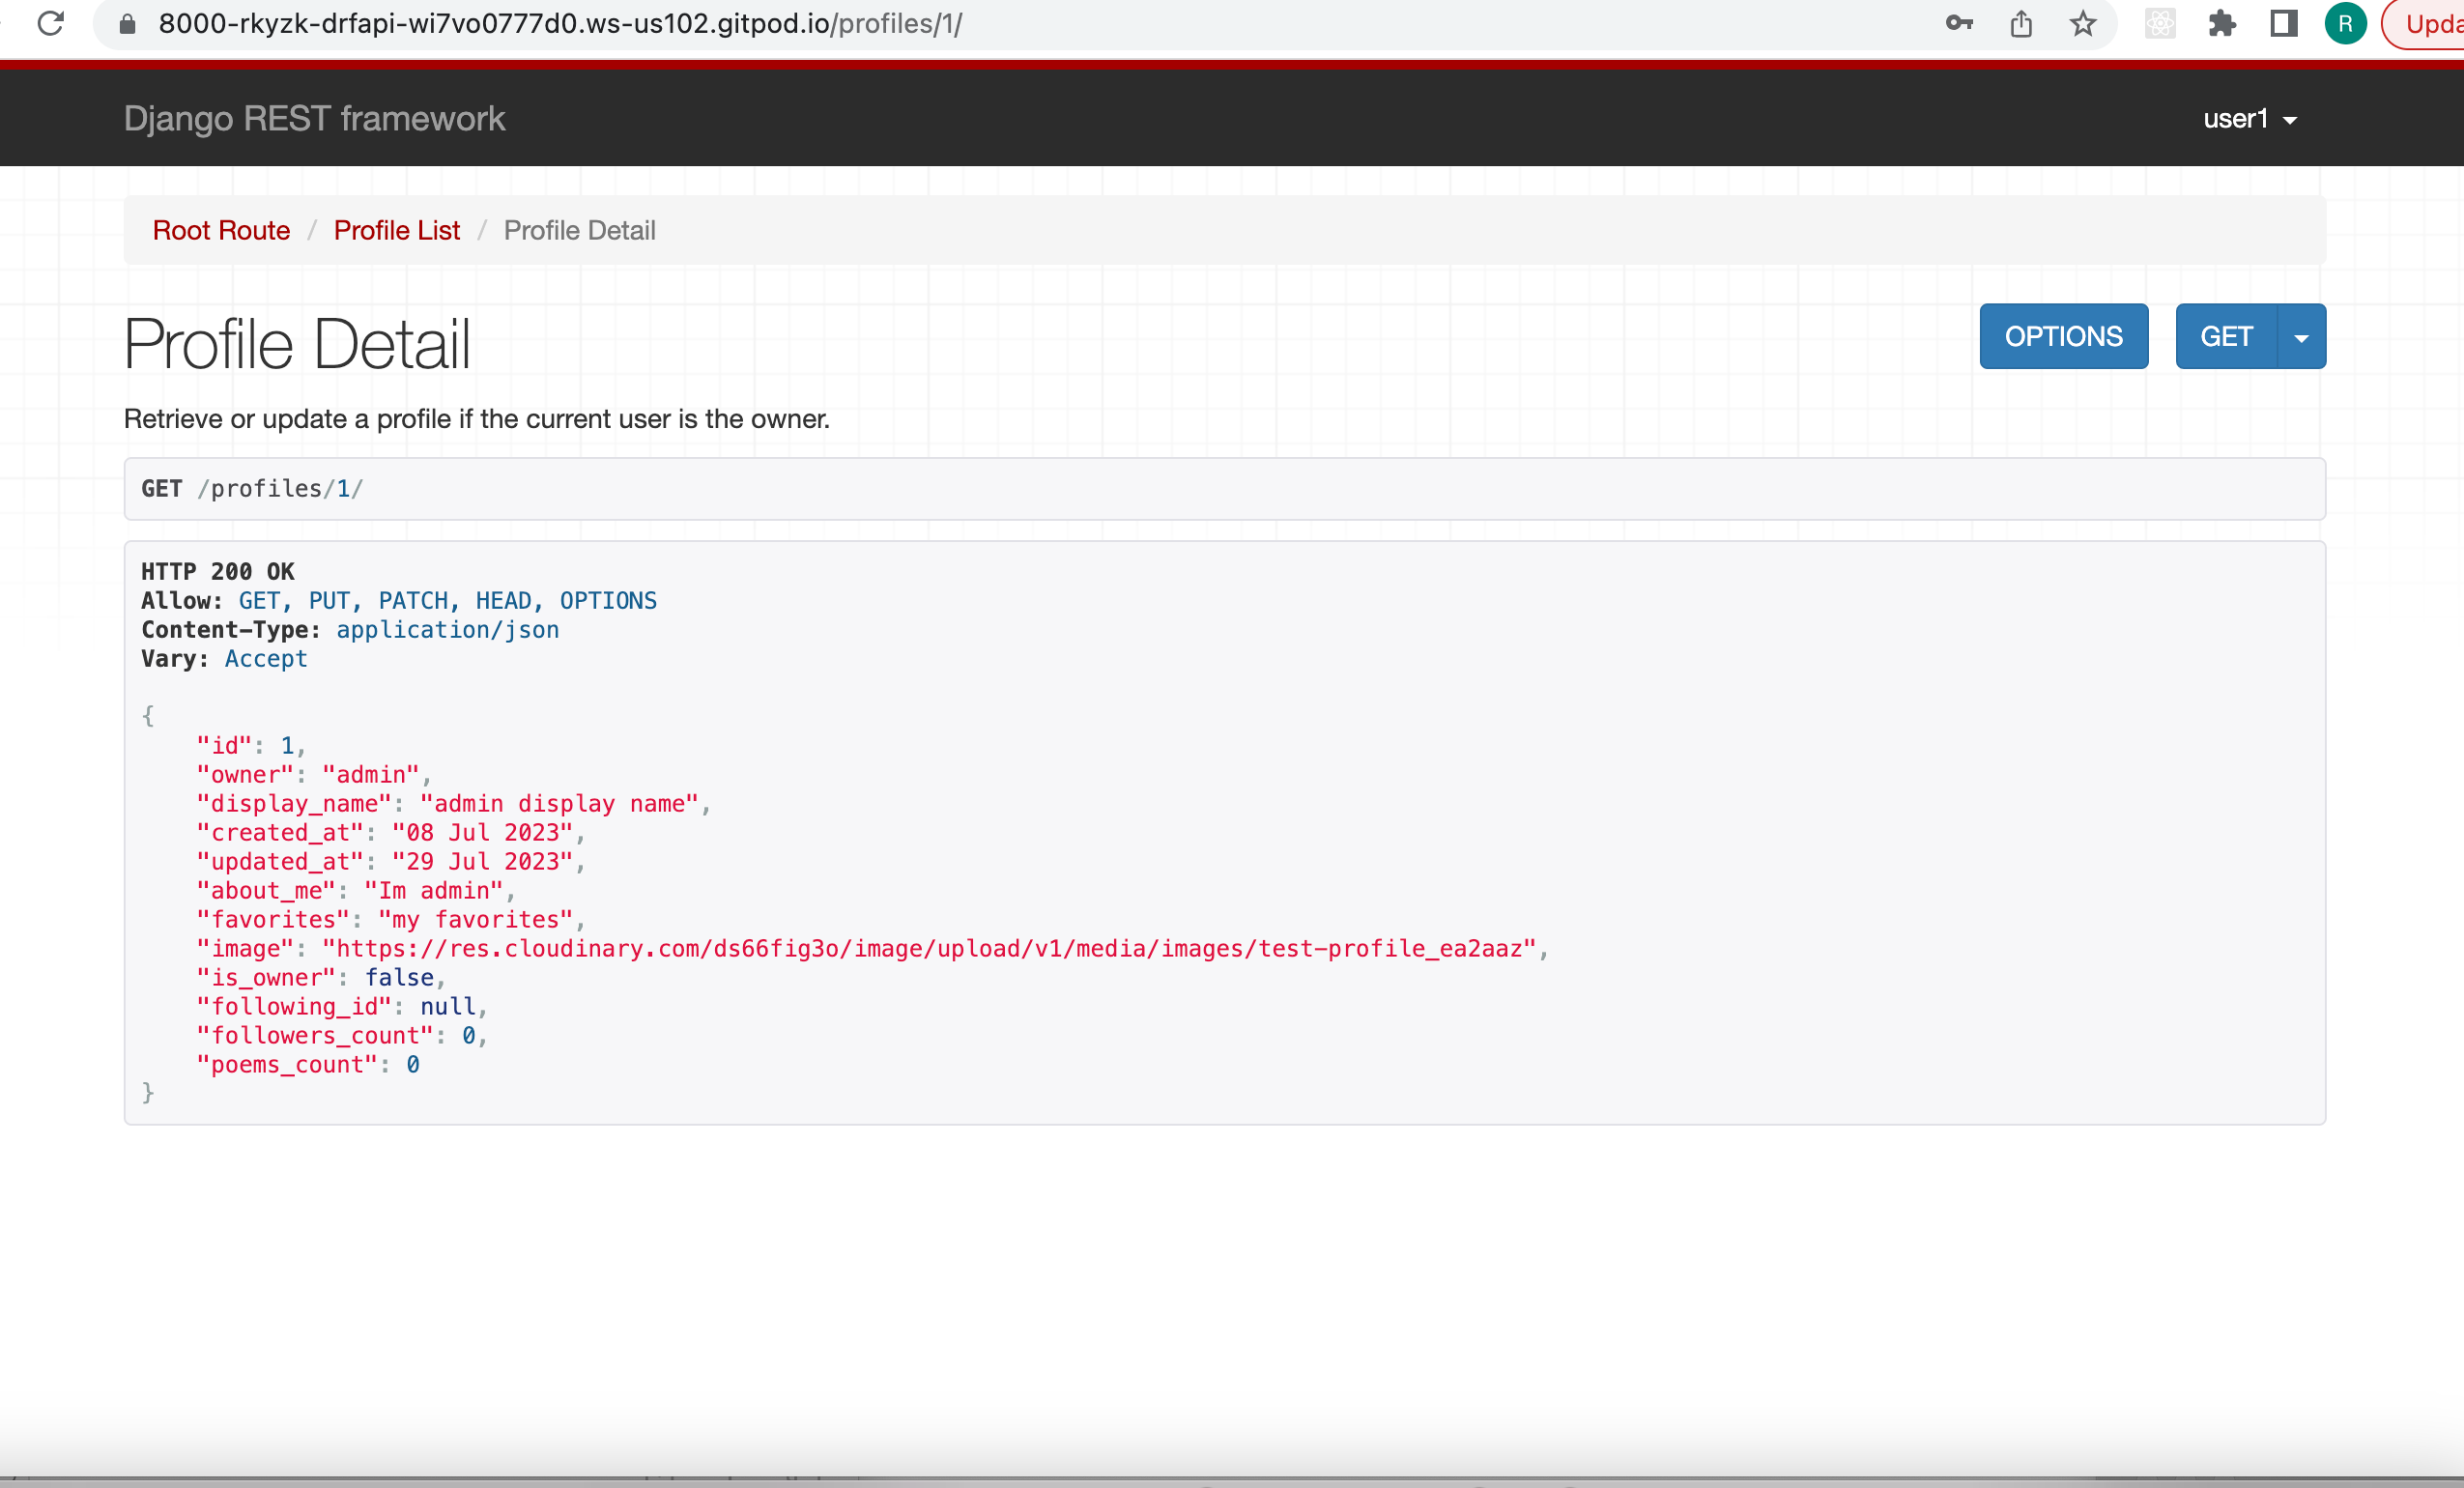 8000-rkyzk-drfapi-wi7vo0777d0.ws-us102.gitpod.io/profiles/1/
R
Upda
Django REST framework
user1
Root Route / Profile List / Profile Detail
Profile Detail
OPTIONS
GET
Retrieve or update a profile if the current user is the owner.
GET /profiles/1/
HTTP 200 OK
Allow: GET, PUT, PATCH, HEAD, OPTIONS
Content-Type: application/json
Vary: Accept
{
"id": 1,
"owner": "admin",
"display_name": "admin display name",
"created_at": "08 Jul 2023",
"updated_at": "29 Jul 2023",
"about_me": "Im admin",
"favorites": "my favorites",
"image": "https://res.cloudinary.com/ds66fig3o/image/upload/v1/media/images/test-profile_ea2aaz",
"is_owner": false,
"following_id": null,
"followers_count": 0,
"poems_count": 0
}